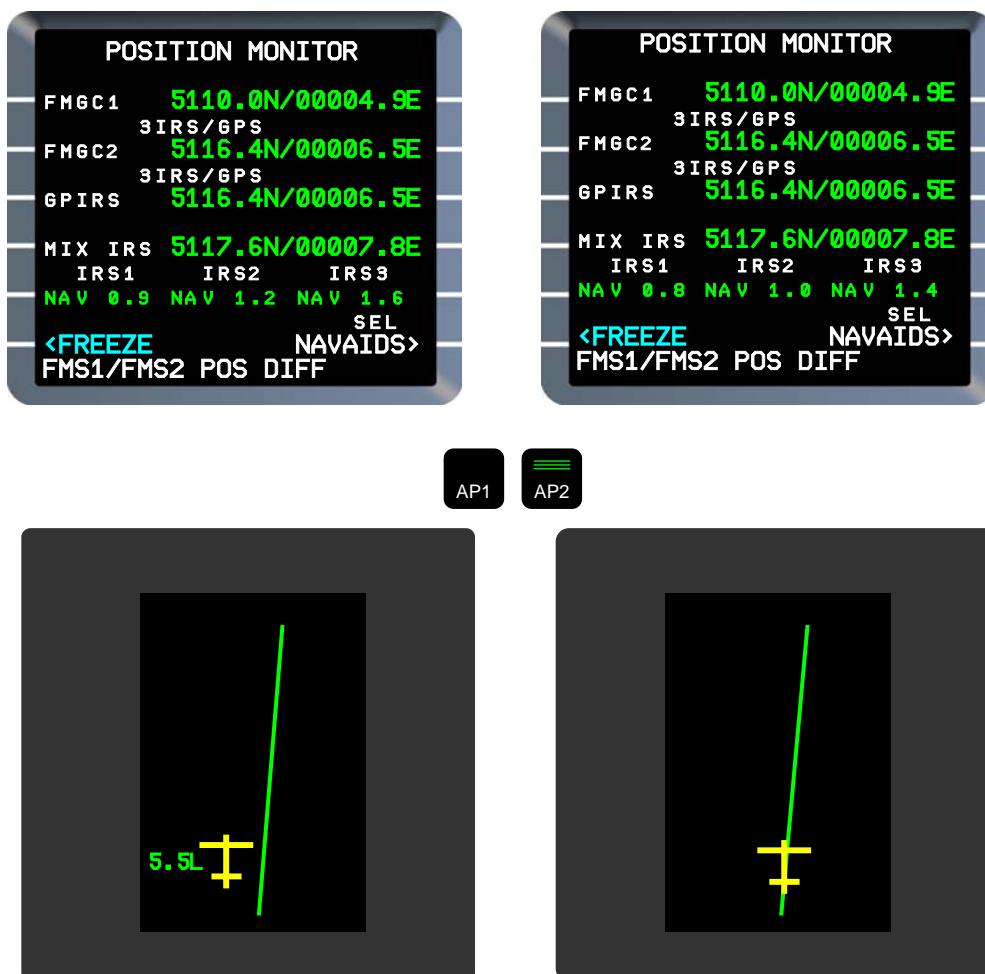 POSITION MONITOR
FMGC1 5110.0N/00004.9E
3IRS/GPS
FMGC2 5116.4N/00006.5E
3IRS/GPS
GPIRS 5116.4N/00006.5E
MIX IRS 5117.6N/00007.8E
IRS1 IRS2 IRS3
NAV 0.9 NAV 1.2 NAV 1.6
SEL
<FREEZE NAVAIDS>
FMS1/FMS2 POS DIFF
POSITION MONITOR
FMGC1 5110.0N/00004.9E
3IRS/GPS
FMGC2 5116.4N/00006.5E
3IRS/GPS
GPIRS 5116.4N/00006.5E
MIX IRS 5117.6N/00007.8E
IRS1 IRS2 IRS3
NAV 0.8 NAV 1.0 NAV 1.4
SEL
<FREEZE NAVAIDS>
FMS1/FMS2 POS DIFF
AP1 AP2
5.5L